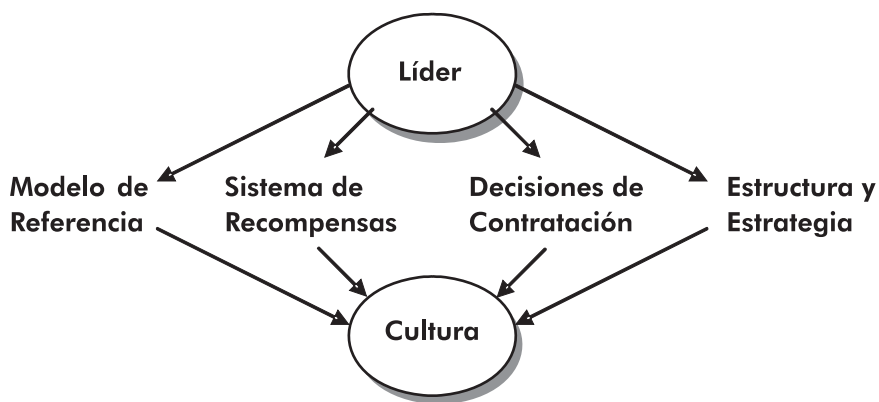 Líder
Modelo de
Referencia
Sistema de
Recompensas
Decisiones de
Contratación
Estructura y
Estrategia
Cultura